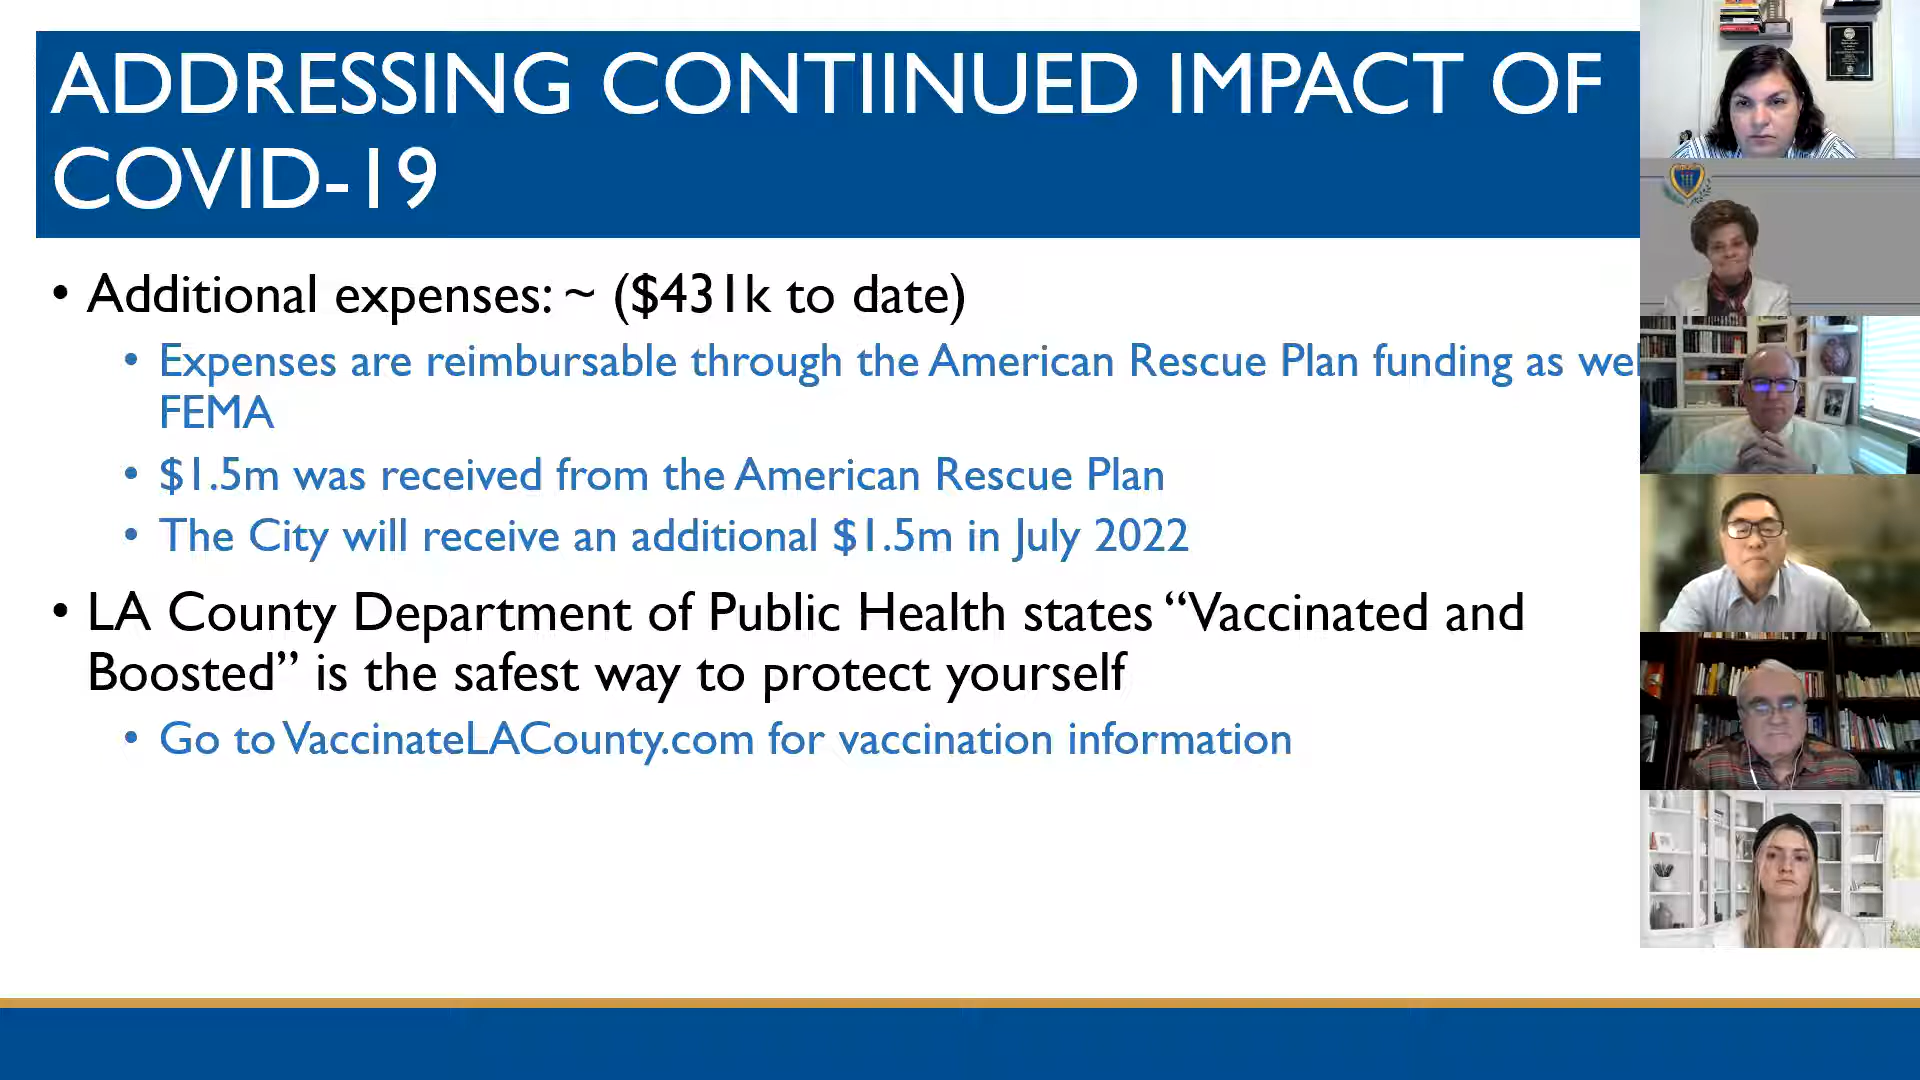 ADDRESSING CONTIINUED IMPACT OF
COVID-19
• Additional expenses: ~ ($431k to date)
• Expenses are reimbursable through the American Rescue Plan funding as wel
FEMA
• $1.5m was received from the American Rescue Plan
• The City will receive an additional $1.5m in July 2022
• LA County Department of Public Health states “Vaccinated and
Boosted” is the safest way to protect yourself
• Go to VaccinateLACounty.com for vaccination information